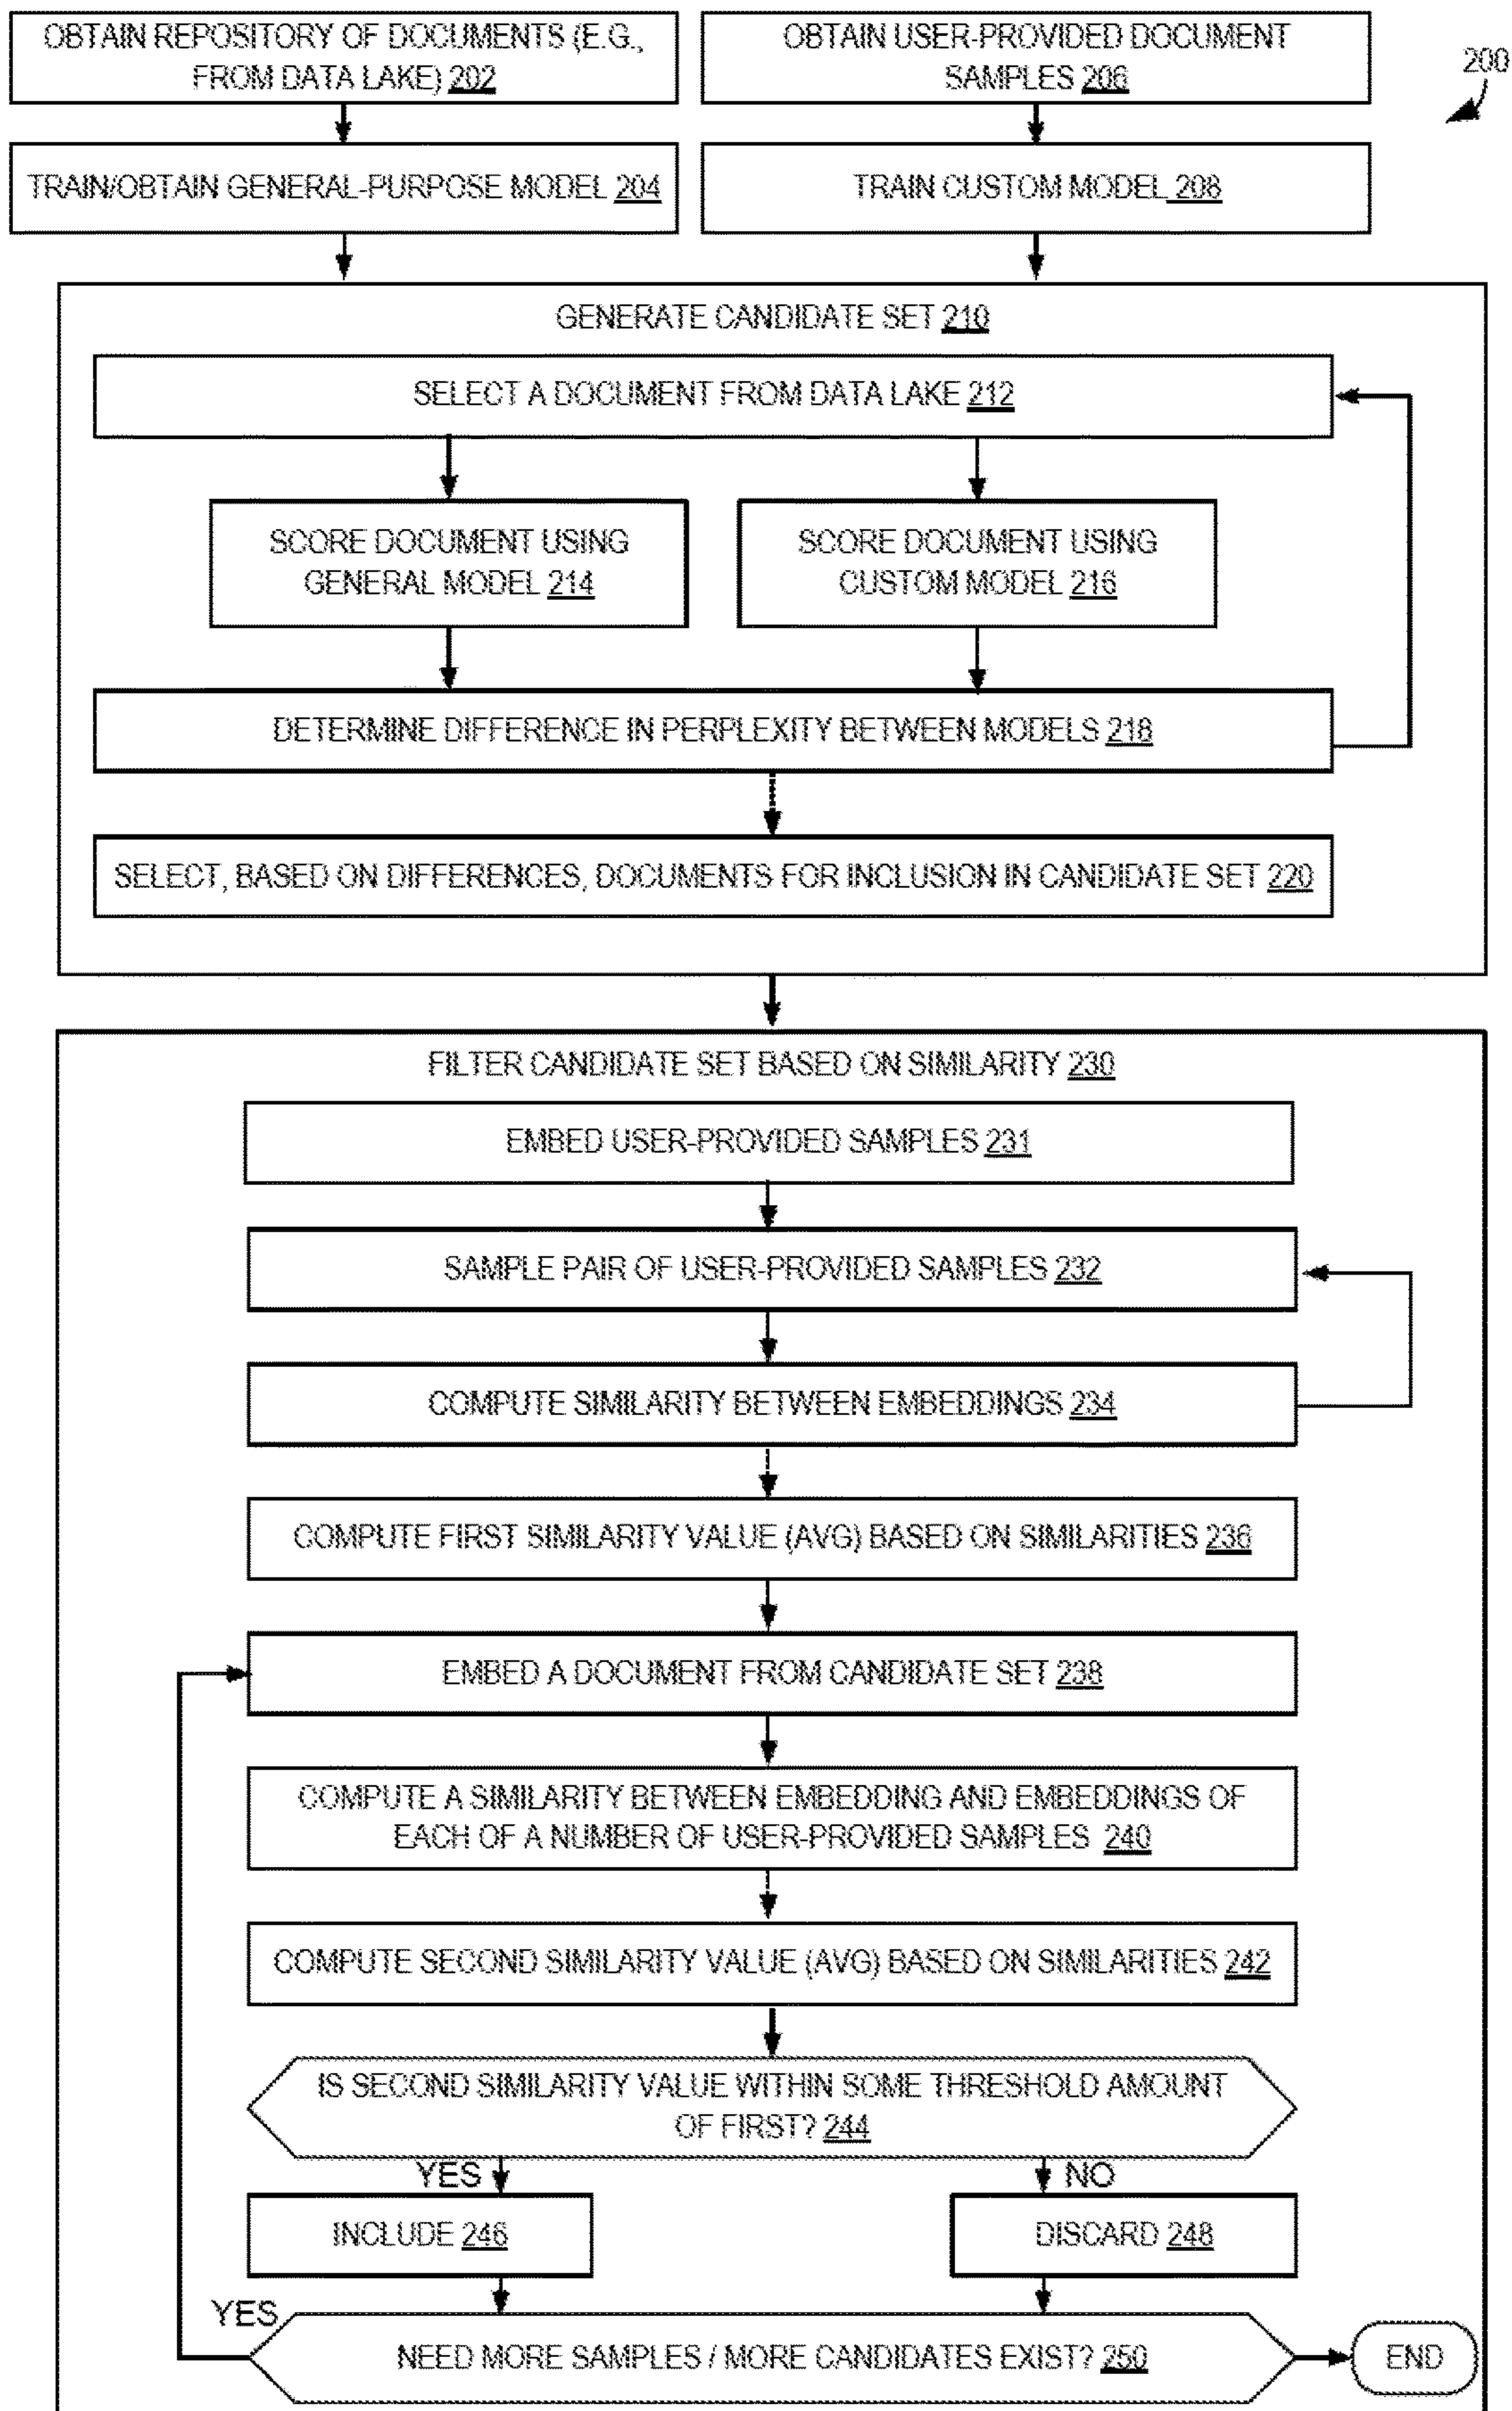 OBTAIN REPOSITORY OF DOCUMENTS (E.G.,
FROM DATA LAKE) 202
OBTAIN USER-PROVIDED DOCUMENT
SAMPLES 206
200
TRAIN/OBTAIN GENERAL-PURPOSE MODEL 204
TRAIN CUSTOM MODEL 208
GENERATE CANDIDATE SET 210
SELECT A DOCUMENT FROM DATA LAKE 212
SCORE DOCUMENT USING
GENERAL MODEL 214
SCORE DOCUMENT USING
CUSTOM MODEL 216
DETERMINE DIFFERENCE IN PERPLEXITY BETWEEN MODELS 218
SELECT, BASED ON DIFFERENCES, DOCUMENTS FOR INCLUSION IN CANDIDATE SET 220
FILTER CANDIDATE SET BASED ON SIMILARITY 230
EMBED USER-PROVIDED SAMPLES 231
SAMPLE PAIR OF USER-PROVIDED SAMPLES 232
COMPUTE SIMILARITY BETWEEN EMBEDDINGS 234
COMPUTE FIRST SIMILARITY VALUE (AVG) BASED ON SIMILARITIES 236
EMBED A DOCUMENT FROM CANDIDATE SET 238
COMPUTE A SIMILARITY BETWEEN EMBEDDING AND EMBEDDINGS OF
EACH OF A NUMBER OF USER-PROVIDED SAMPLES 240
COMPUTE SECOND SIMILARITY VALUE (AVG) BASED ON SIMILARITIES 242
IS SECOND SIMILARITY VALUE WITHIN SOME THRESHOLD AMOUNT
OF FIRST? 244
YES
NO
INCLUDE 246
DISCARD 248
YES
NEED MORE SAMPLES / MORE CANDIDATES EXIST? 250
END